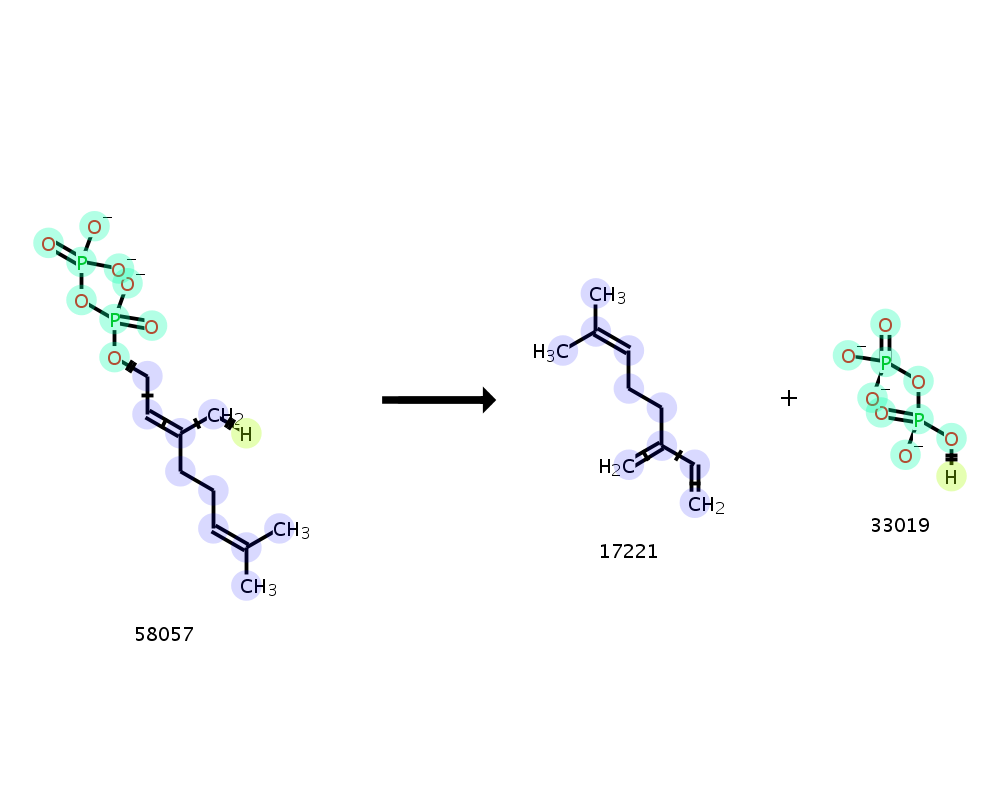 O O⁻
P O⁻
O⁻
O P O
O
CH₂
H
CH₃
CH₃
58057
CH₃
H₃C
H₂C
CH₂
17221
+
O
O⁻ P
O⁻ O
O P O
O⁻
H
33019